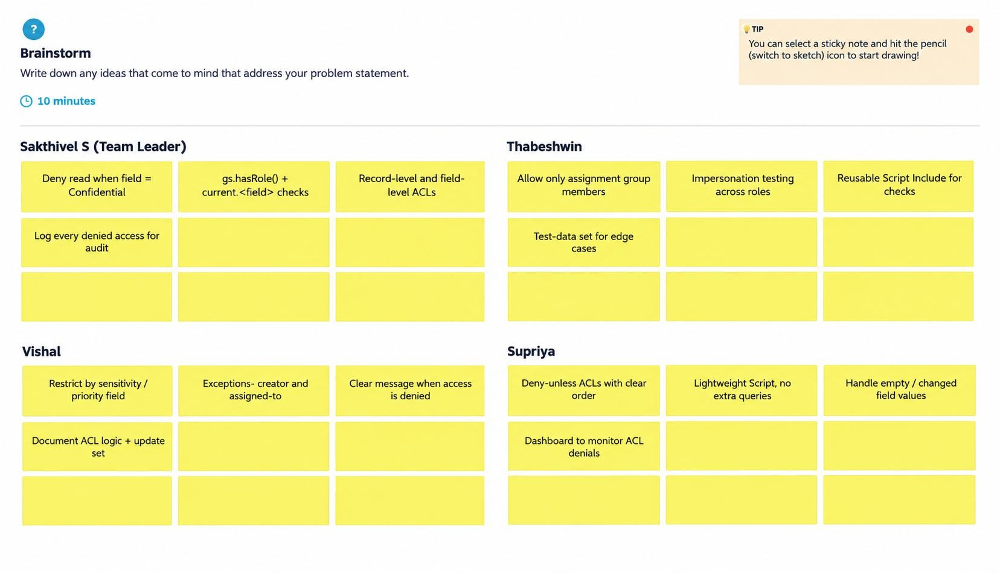 ?
Brainstorm
Write down any ideas that come to mind that address your problem statement.
10 minutes
TIP
You can select a sticky note and hit the pencil
(switch to sketch) icon to start drawing!
Sakthivel S (Team Leader)
Deny read when field =
Confidential
gs.hasRole() +
current.<field> checks
Record-level and field-
level ACLs
Log every denied access for
audit
Thabeshwin
Allow only assignment group
members
Impersonation testing
across roles
Reusable Script Include for
checks
Test-data set for edge
cases
Vishal
Restrict by sensitivity /
priority field
Exceptions- creator and
assigned-to
Clear message when access
is denied
Document ACL logic + update
set
Supriya
Deny-unless ACLs with clear
order
Lightweight Script, no
extra queries
Handle empty / changed
field values
Dashboard to monitor ACL
denials